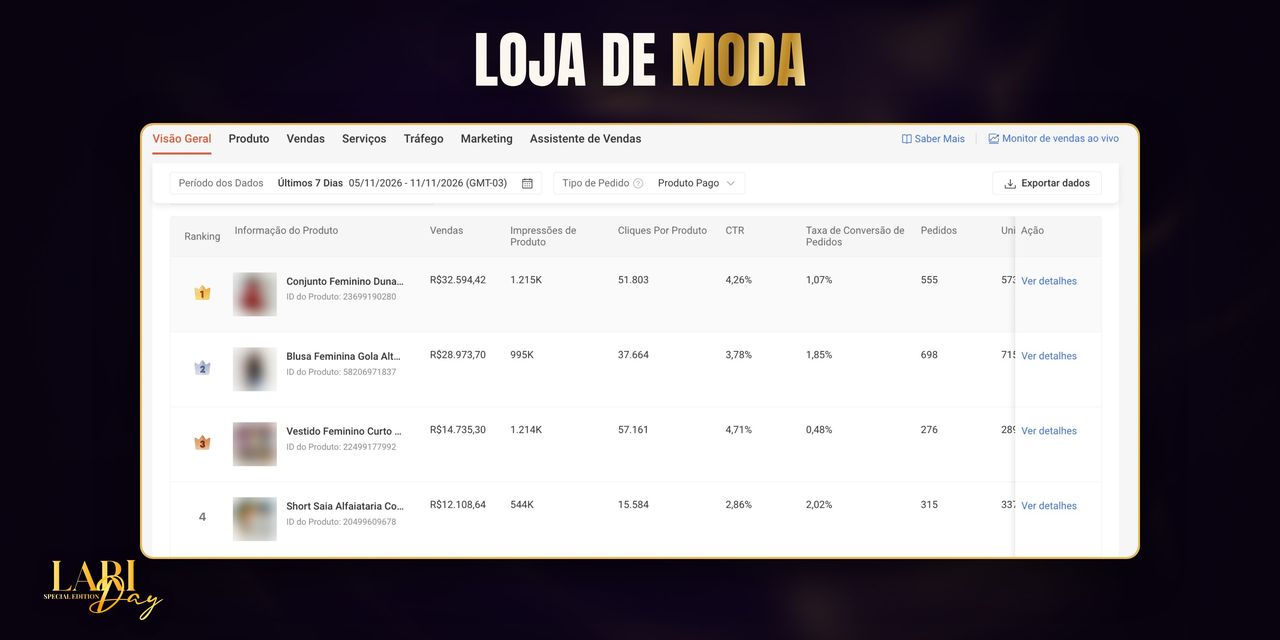 LOJA DE MODA
Visão Geral Produto Vendas Serviços Tráfego Marketing Assistente de Vendas Saber Mais Monitor de vendas ao vivo
Período dos Dados Últimos 7 Dias 05/11/2026 - 11/11/2026 (GMT-03) Tipo de Pedido ? Produto Pago Exportar dados
Ranking Informação do Produto Vendas Impressões de Produto Cliques Por Produto CTR Taxa de Conversão de Pedidos Pedidos Uni Ação
1 Conjunto Feminino Duna... R$32.594,42 1.215K 51.803 4,26% 1,07% 555 573 Ver detalhes
ID do Produto: 23699190280
2 Blusa Feminina Gola Alt... R$28.973,70 995K 37.664 3,78% 1,85% 698 715 Ver detalhes
ID do Produto: 58206971837
3 Vestido Feminino Curto ... R$14.735,30 1.214K 57.161 4,71% 0,48% 276 289 Ver detalhes
ID do Produto: 22499177992
4 Short Saia Alfaiataria Co... R$12.108,64 544K 15.584 2,86% 2,02% 315 337 Ver detalhes
ID do Produto: 20499609678
LABI
SPECIAL EDITION Day